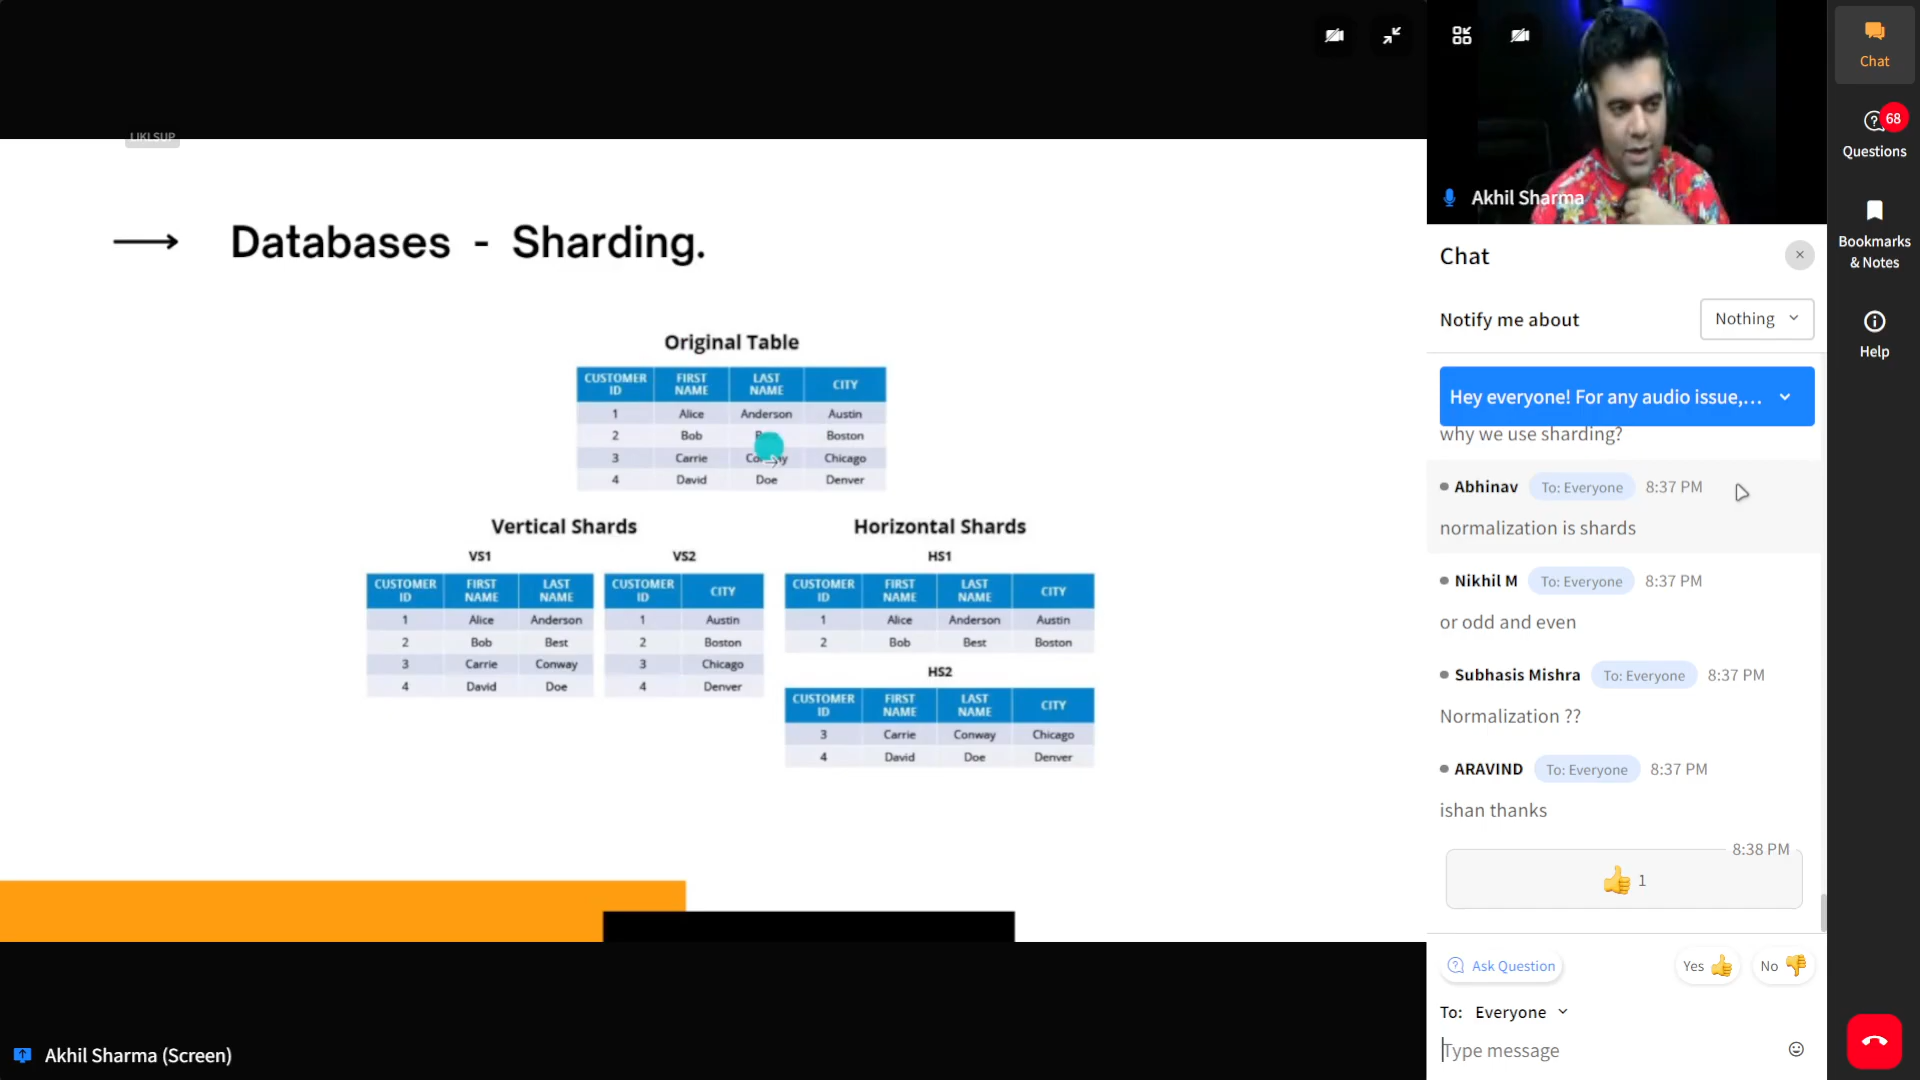 LIKLSUP
Databases - Sharding.
Original Table
CUSTOMER ID FIRST NAME LAST NAME CITY
1 Alice Anderson Austin
2 Bob Boston
3 Carrie Chicago
4 David Doe Denver
Vertical Shards
VS1
CUSTOMER ID FIRST NAME LAST NAME
1 Alice Anderson
2 Bob Best
3 Carrie Conway
4 David Doe
VS2
CUSTOMER ID CITY
1 Austin
2 Boston
3 Chicago
4 Denver
Horizontal Shards
HS1
CUSTOMER ID FIRST NAME LAST NAME CITY
1 Alice Anderson Austin
2 Bob Best Boston
HS2
CUSTOMER ID FIRST NAME LAST NAME CITY
3 Carrie Conway Chicago
4 David Doe Denver
Akhil Sharma (Screen)
Akhil Sharma
Chat
Notify me about Nothing
Hey everyone! For any audio issue,...
why we use sharding?
Abhinav To: Everyone 8:37 PM
normalization is shards
Nikhil M To: Everyone 8:37 PM
or odd and even
Subhasis Mishra To: Everyone 8:37 PM
Normalization ??
ARAVIND To: Everyone 8:37 PM
ishan thanks
8:38 PM
👍 1
Ask Question Yes 👍 No 👎
To: Everyone
Type message
Chat
68
Questions
Bookmarks
& Notes
Help